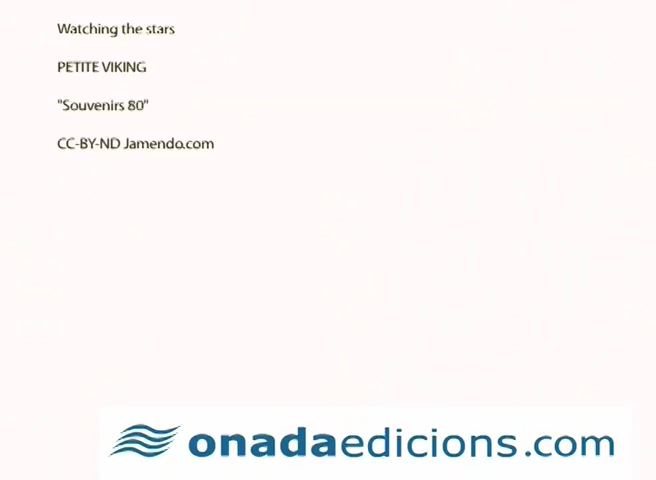 Watching the stars
PETITE VIKING
"Souvenirs 80"
CC-BY-ND Jamendo.com
onadaedicions.com